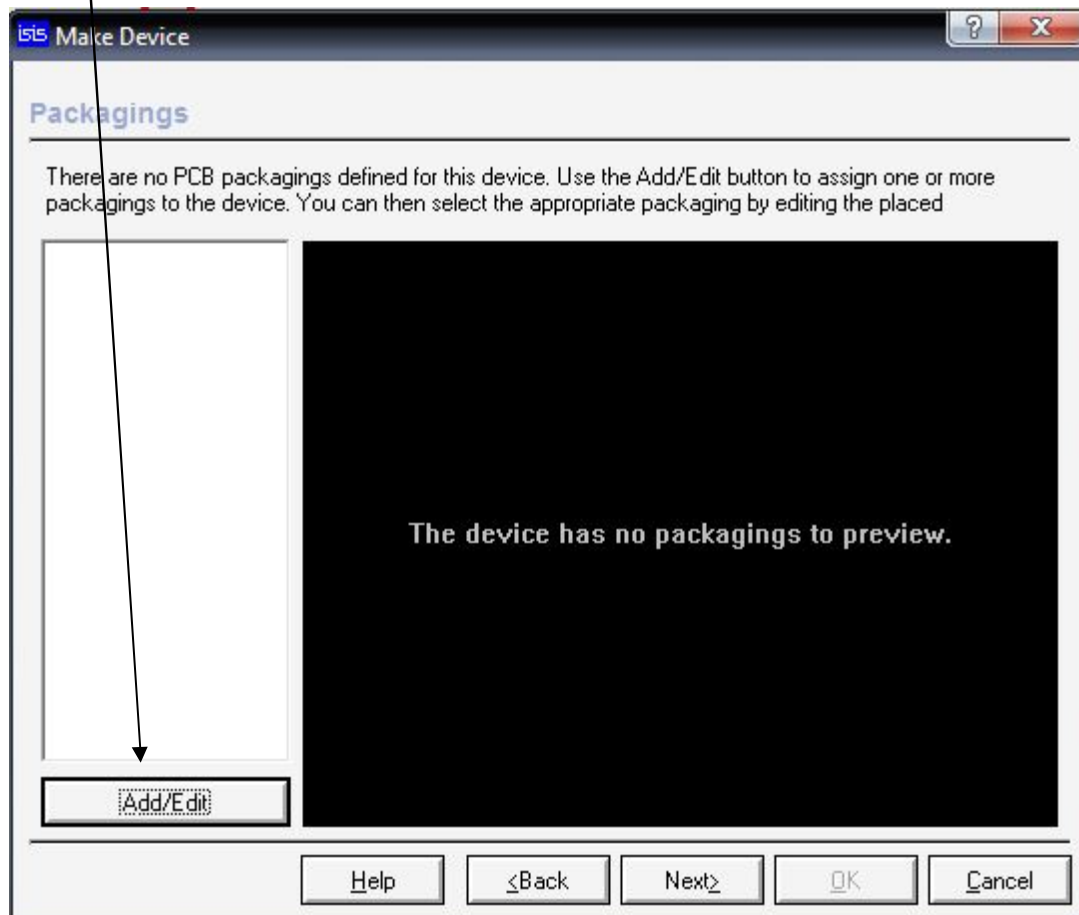 isis Make Device
? X
Packagings
There are no PCB packagings defined for this device. Use the Add/Edit button to assign one or more
packagings to the device. You can then select the appropriate packaging by editing the placed
The device has no packagings to preview.
Add/Edit
Help <Back Next> OK Cancel